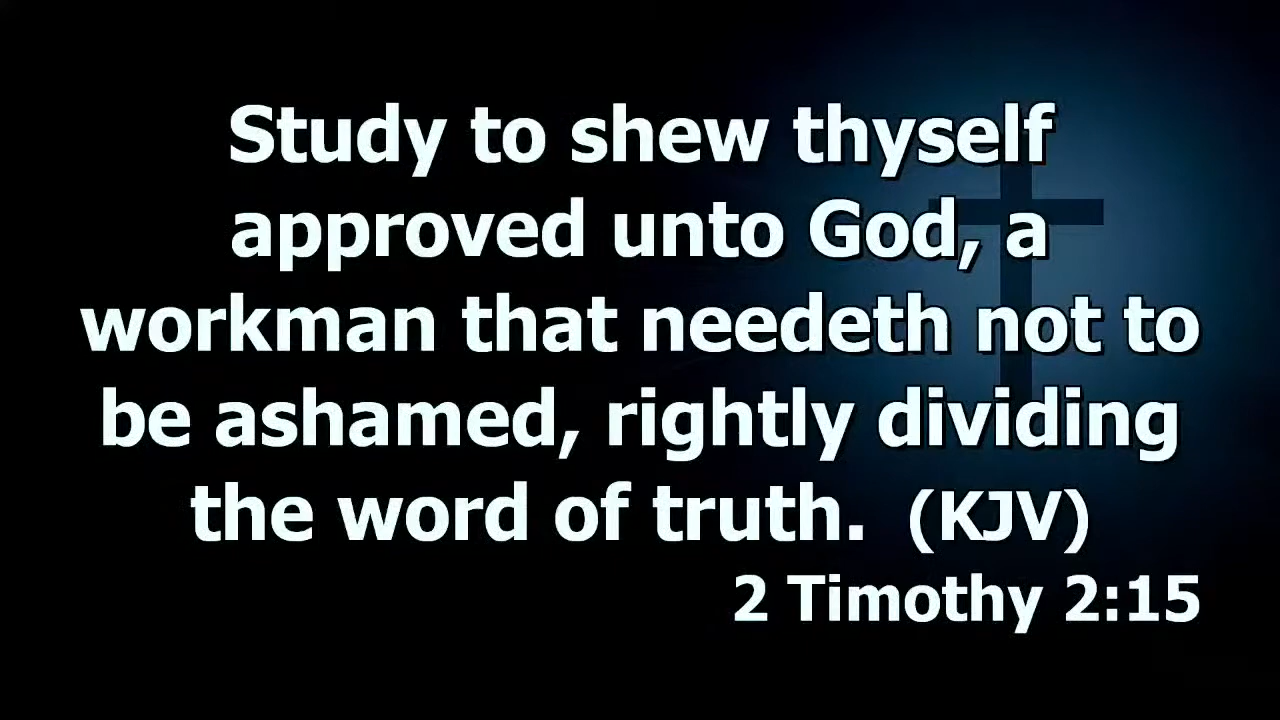 Study to shew thyself
approved unto God, a
workman that needeth not to
be ashamed, rightly dividing
the word of truth. (KJV)
2 Timothy 2:15